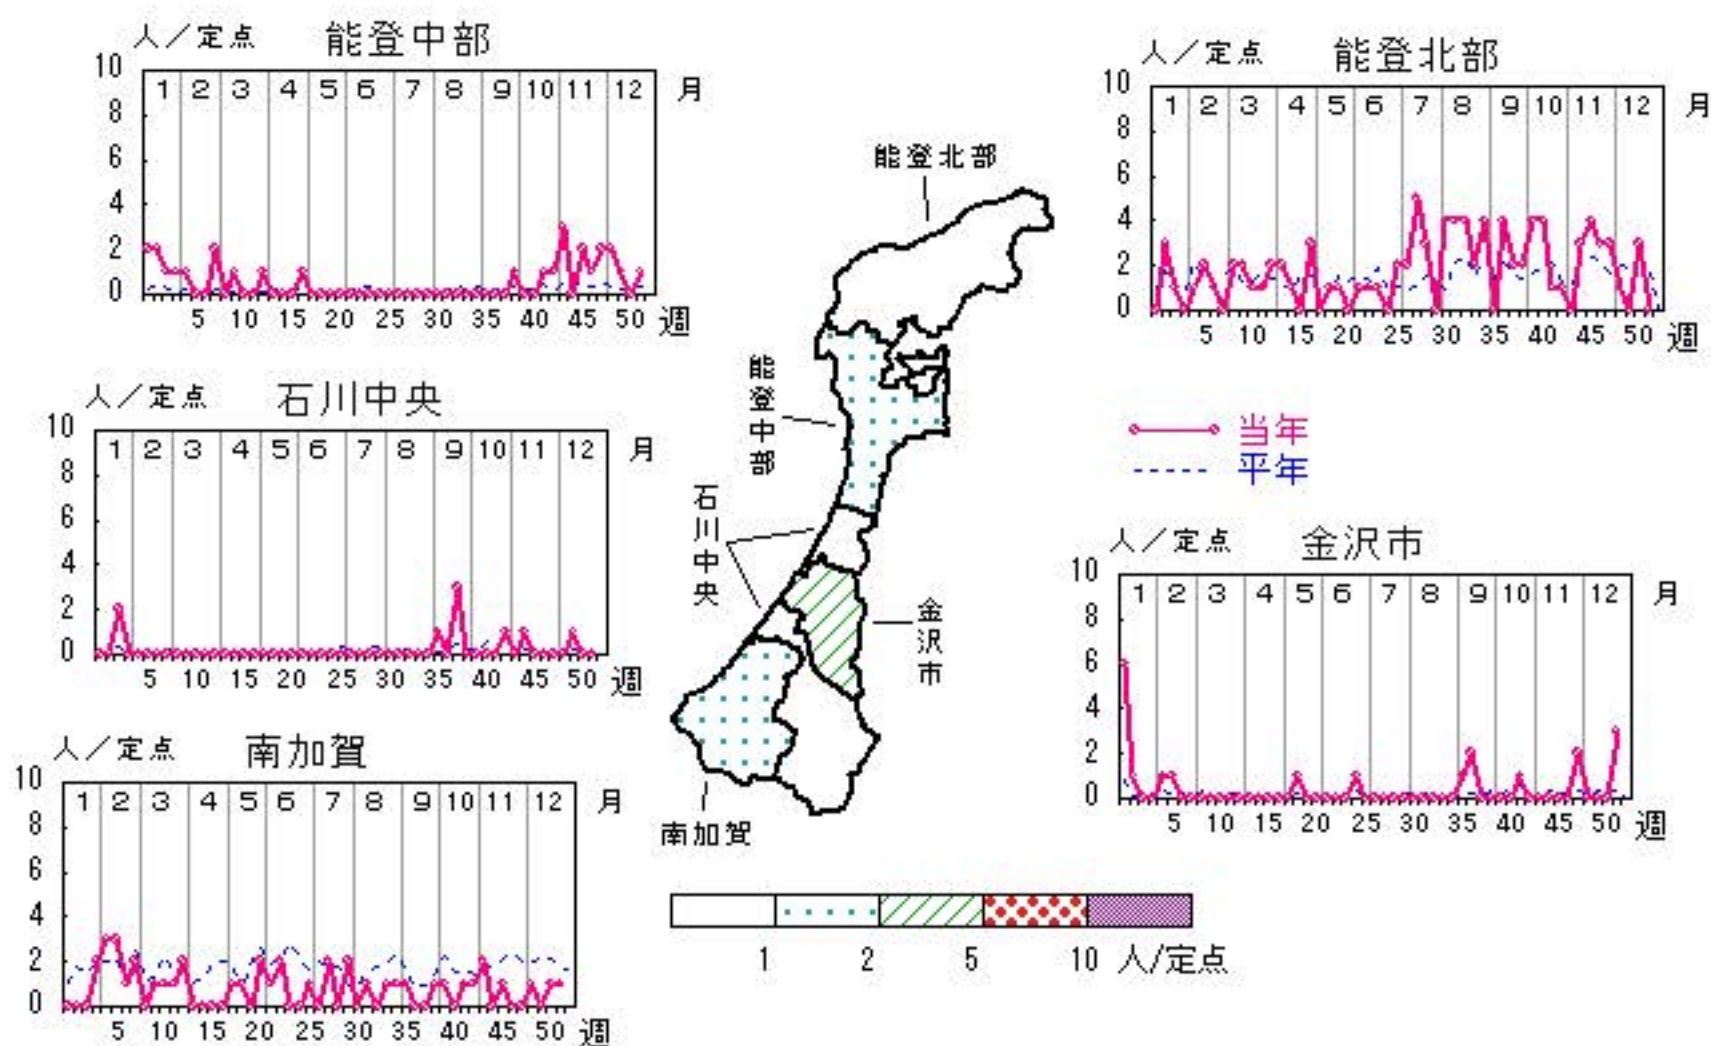 人／定点 能登中部
10 8 6 4 2 0
1 2 3 4 5 6 7 8 9 10 11 12 月
5 10 15 20 25 30 35 40 45 50 週
人／定点 能登北部
10 8 6 4 2 0
1 2 3 4 5 6 7 8 9 10 11 12 月
5 10 15 20 25 30 35 40 45 50 週
人／定点 石川中央
10 8 6 4 2 0
1 2 3 4 5 6 7 8 9 10 11 12 月
5 10 15 20 25 30 35 40 45 50 週
能登北部
能登中部
石川中央
金沢市
南加賀
当年
平年
人／定点 金沢市
10 8 6 4 2 0
1 2 3 4 5 6 7 8 9 10 11 12 月
5 10 15 20 25 30 35 40 45 50 週
人／定点 南加賀
10 8 6 4 2 0
1 2 3 4 5 6 7 8 9 10 11 12 月
5 10 15 20 25 30 35 40 45 50 週
1 2 5 10 人/定点